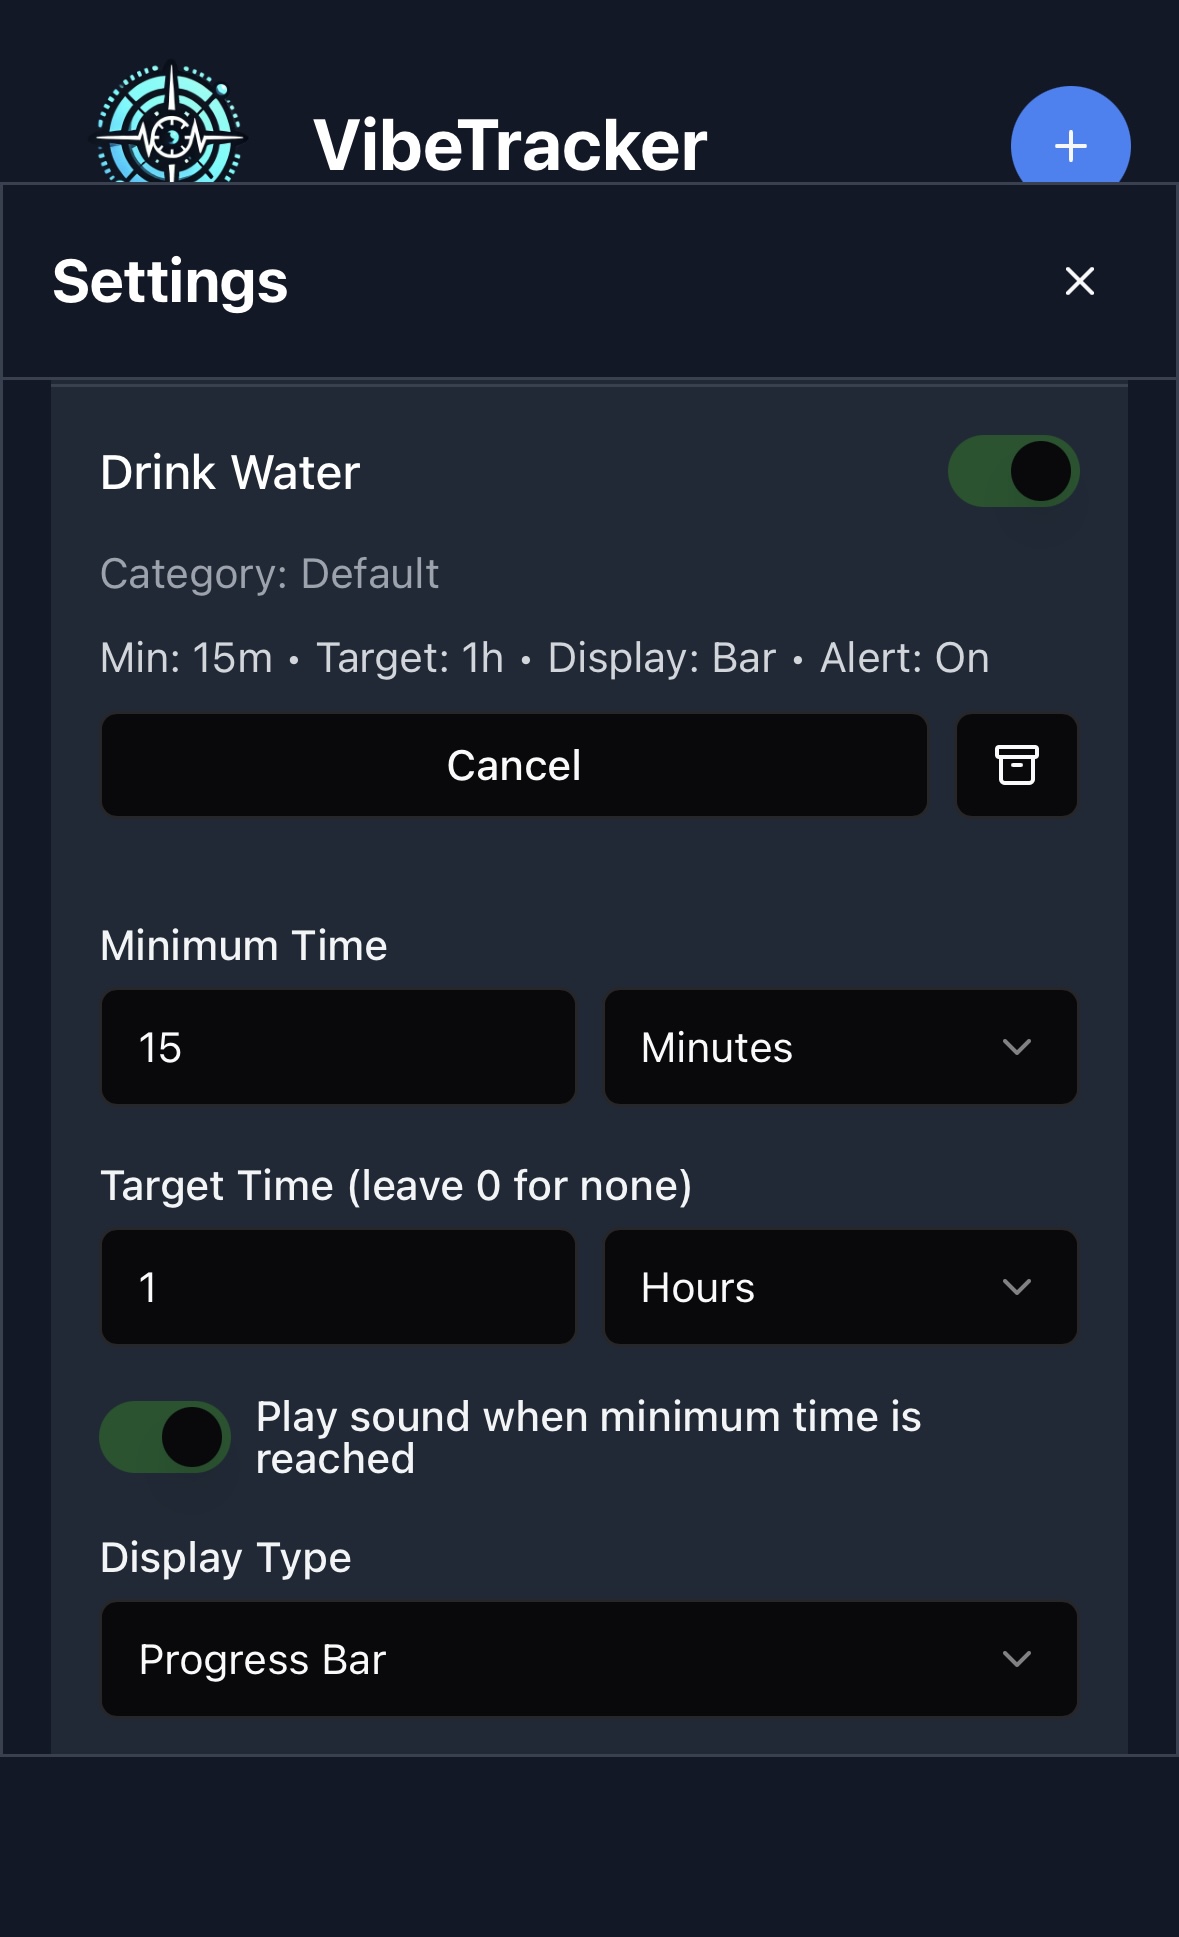 VibeTracker
Settings
Drink Water
Category: Default
Min: 15m • Target: 1h • Display: Bar • Alert: On
Cancel
Minimum Time
15
Minutes
Target Time (leave 0 for none)
1
Hours
Play sound when minimum time is
reached
Display Type
Progress Bar